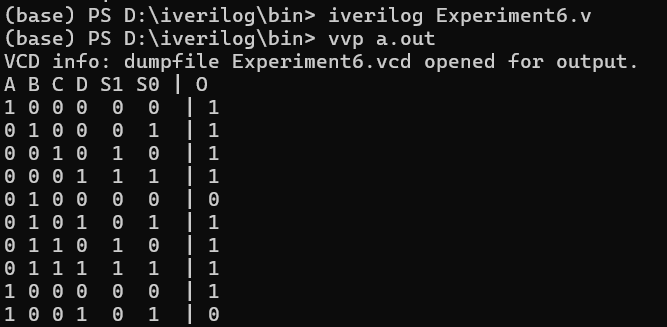 (base) PS D:\iverilog\bin> iverilog Experiment6.v
(base) PS D:\iverilog\bin> vvp a.out
VCD info: dumpfile Experiment6.vcd opened for output.
A B C D S1 S0 | O
1 0 0 0 0 0 | 1
0 1 0 0 0 1 | 1
0 0 1 0 1 0 | 1
0 0 0 1 1 1 | 1
0 1 0 0 0 0 | 0
0 1 0 1 0 1 | 1
0 1 1 0 1 0 | 1
0 1 1 1 1 1 | 1
1 0 0 0 0 0 | 1
1 0 0 1 0 1 | 0